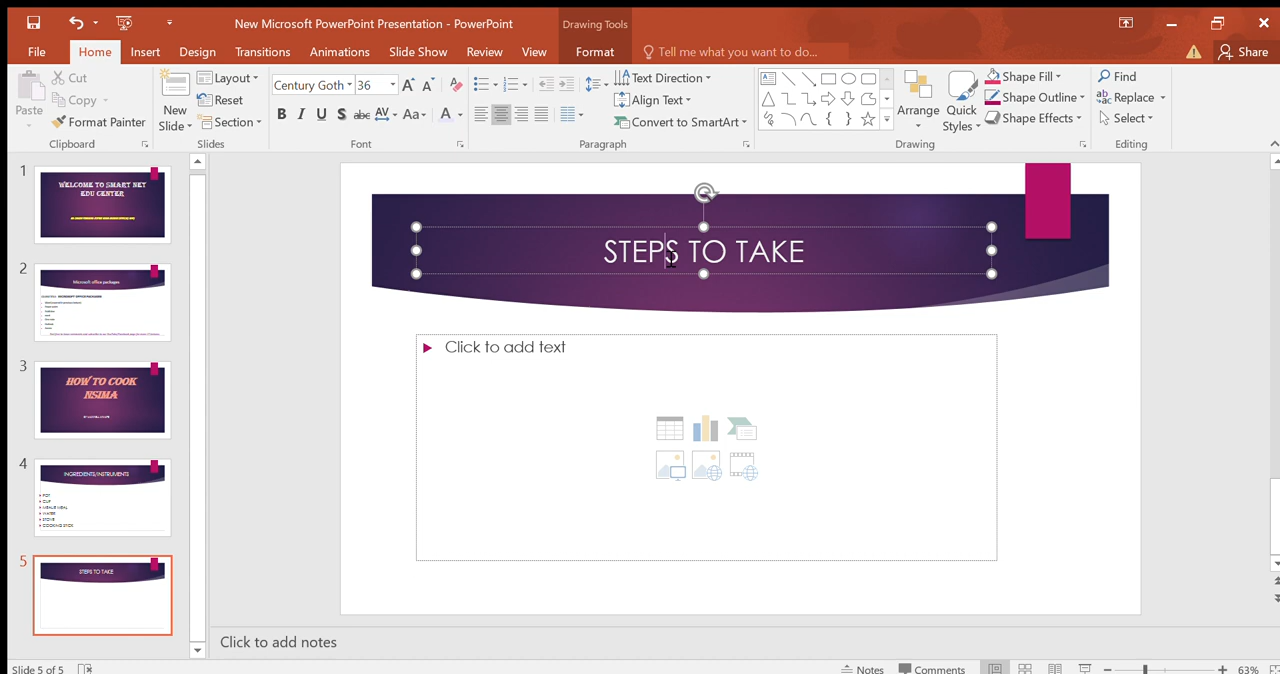 New Microsoft PowerPoint Presentation - PowerPoint
Drawing Tools
File Home Insert Design Transitions Animations Slide Show Review View Format Tell me what you want to do... Share
Paste
Cut
Copy
Format Painter
Clipboard
New Slide
Layout
Reset
Section
Slides
Century Goth 36
B I U S abc AV Aa A
Font
Text Direction
Align Text
Convert to SmartArt
Paragraph
Arrange
Quick Styles
Shape Fill
Shape Outline
Shape Effects
Drawing
Find
Replace
Select
Editing
1
WELCOME TO SMART NET
EDU CENTER
2
Microsoft office packages
3
HOW TO COOK
NSIMA
4
INGREDIENTS/INSTRUMENTS
POT
CUP
MEALIE MEAL
WATER
STOVE
COOKING STICK
5
STEPS TO TAKE
STEPS TO TAKE
Click to add text
Click to add notes
Slide 5 of 5
Notes Comments 63%